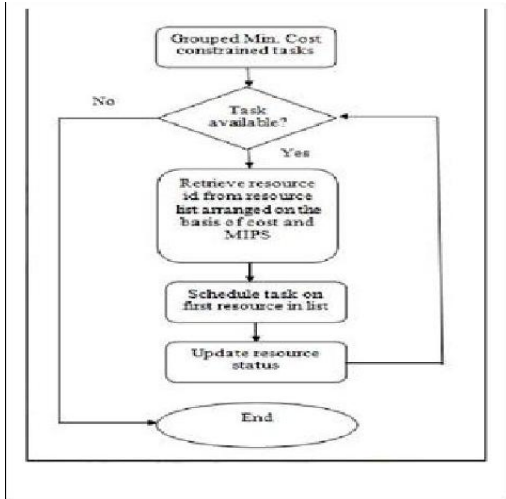 Grouped Min. Cost
constrained tasks
No
Task
available?
Yes
Retrieve resource
id from resource
list arranged on the
basis of cost and
MIPS
Schedule task on
first resource in list
Update resource
status
End